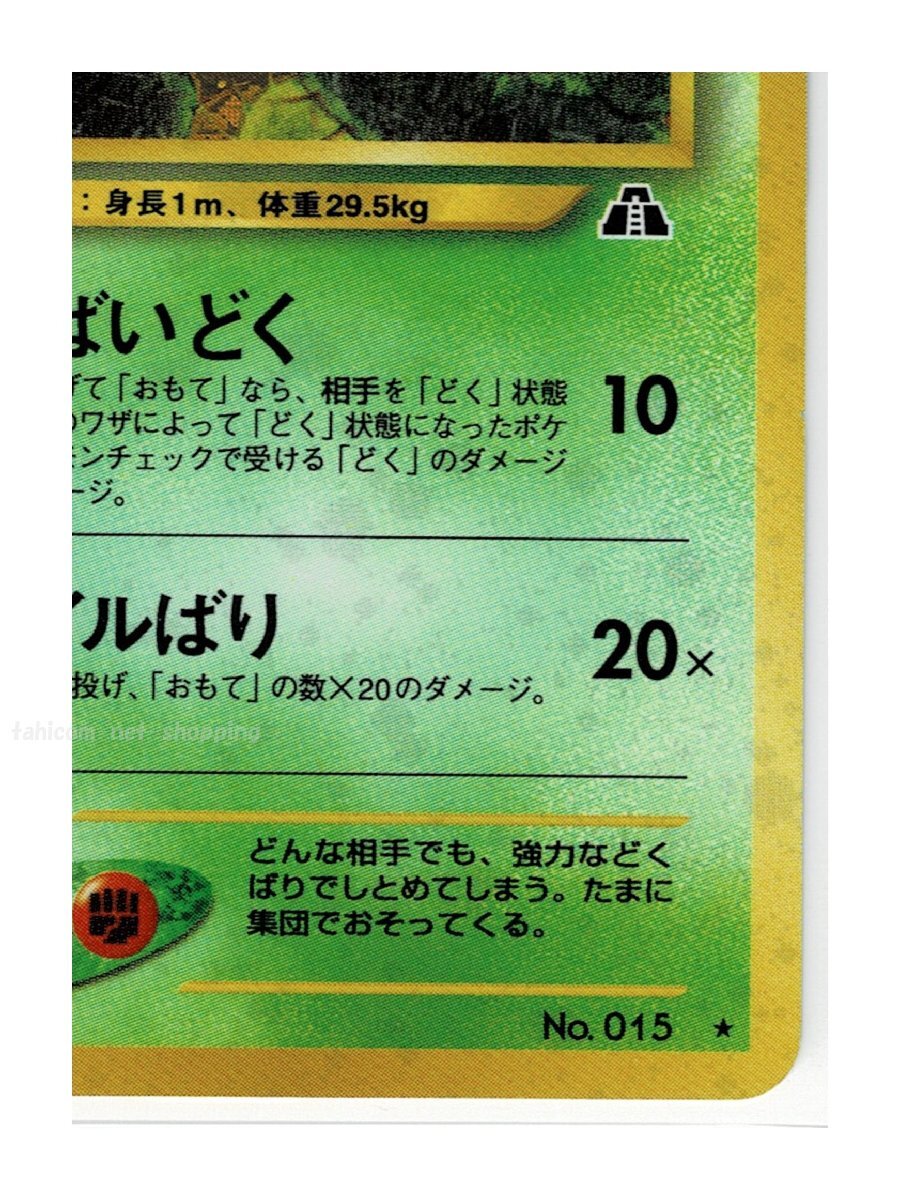 ：身長1m、体重29.5kg
ばいどく
げて「おもて」なら、相手を「どく」状態 10
のワザによって「どく」状態になったポケ
モンチェックで受ける「どく」のダメージ
ージ。
イルばり
投げ、「おもて」の数×20のダメージ。 20×
tahicom net shopping
どんな相手でも、強力などく
ばりでしとめてしまう。たまに
集団でおそってくる。
No. 015 ★